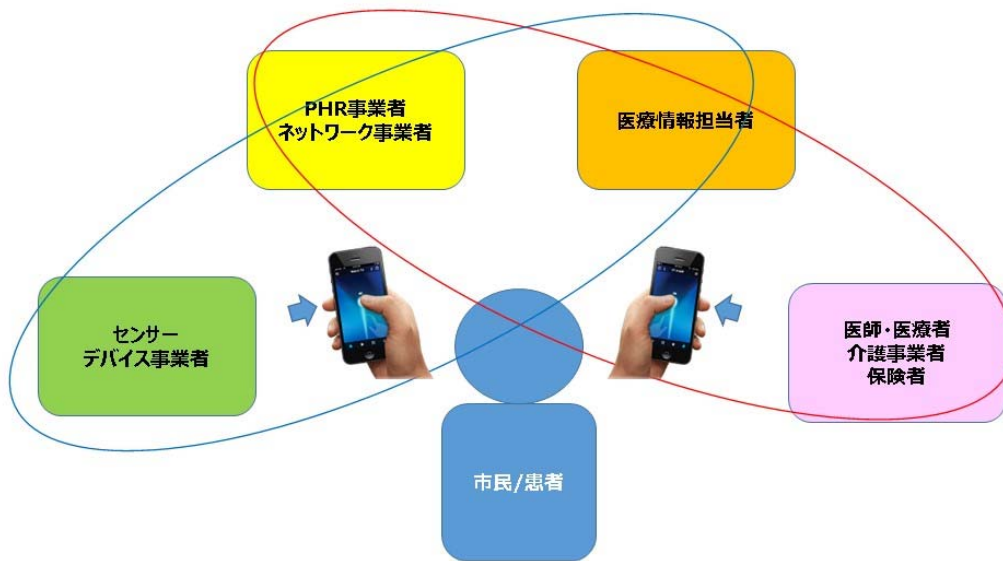 PHR事業者
ネットワーク事業者
医療情報担当者
センサー
デバイス事業者
医師・医療者
介護事業者
保険者
市民/患者